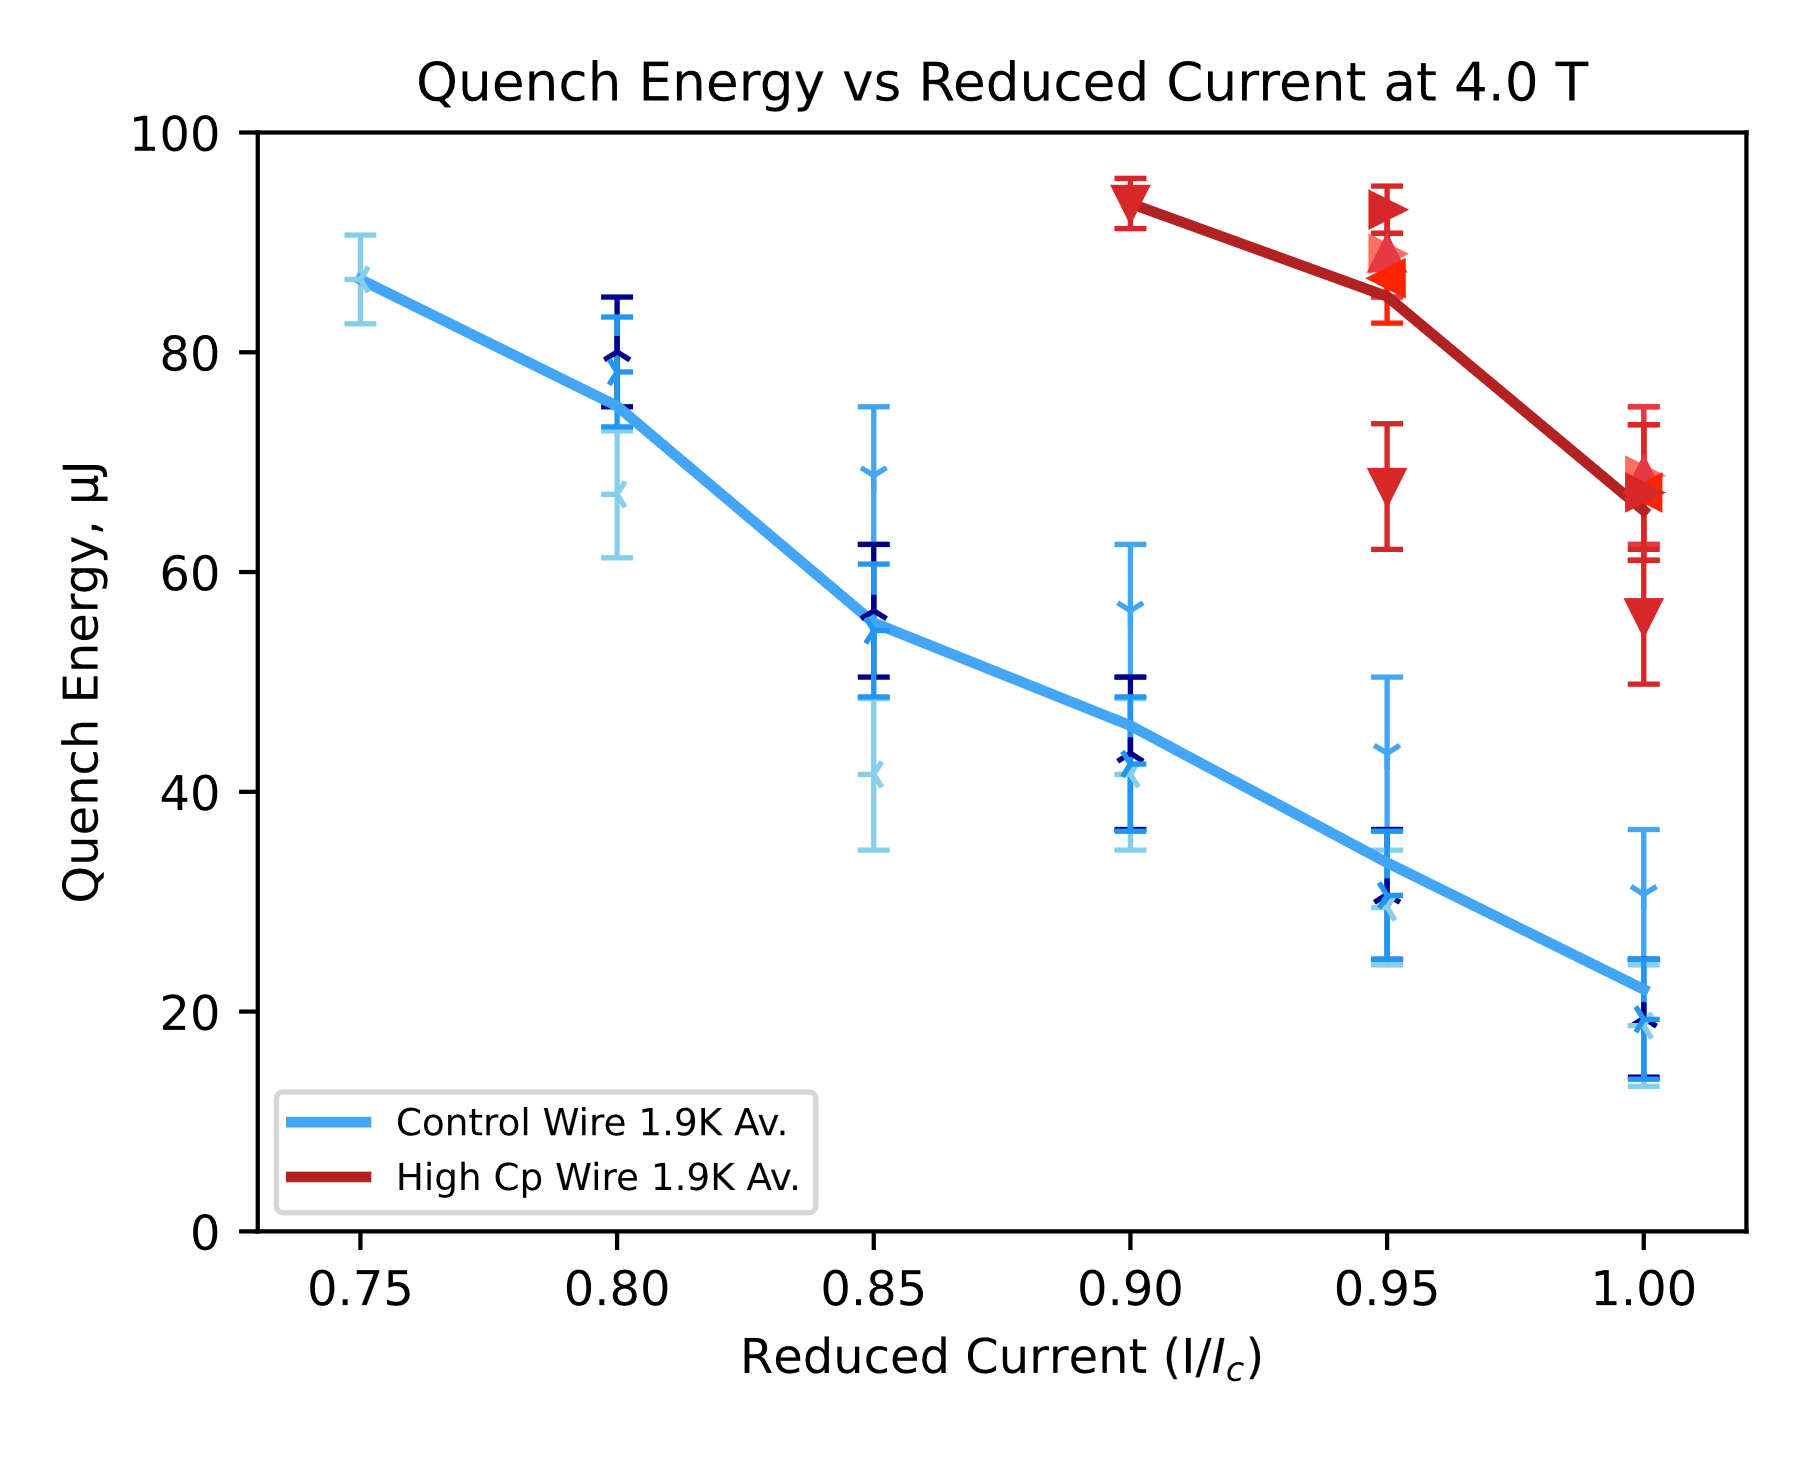 Quench Energy vs Reduced Current at 4.0 T
100
80
60
40
20
0
Quench Energy, µJ
Control Wire 1.9K Av.
High Cp Wire 1.9K Av.
0.75 0.80 0.85 0.90 0.95 1.00
Reduced Current (I/I_c)